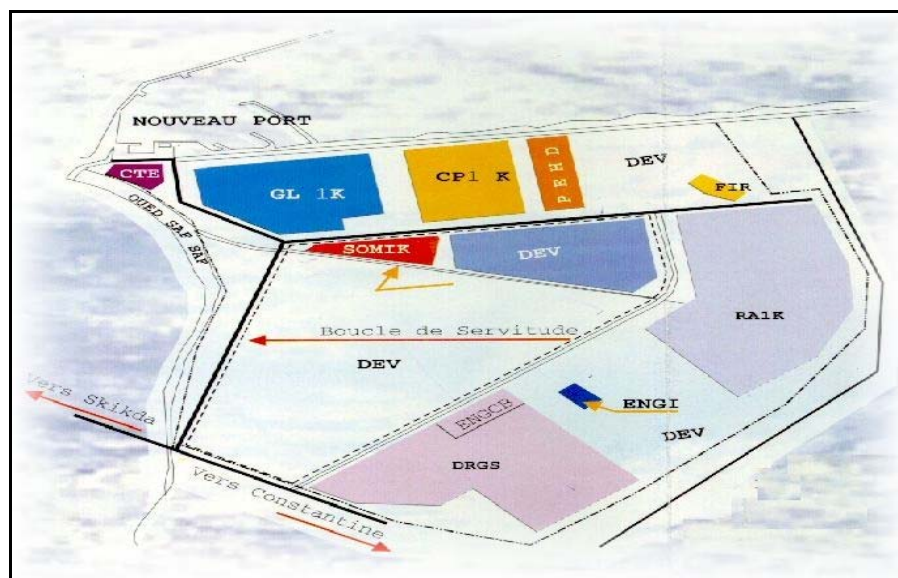 NOUVEAU PORT
CTE
GL 1K
CP1 K
PEHD
DEV
FIR
OUED SAF SAF
SOMIK
DEV
RA1K
Boucle de Servitude
DEV
Vers Skikda
ENGI
ENGCB
DEV
DRGS
Vers Constantine